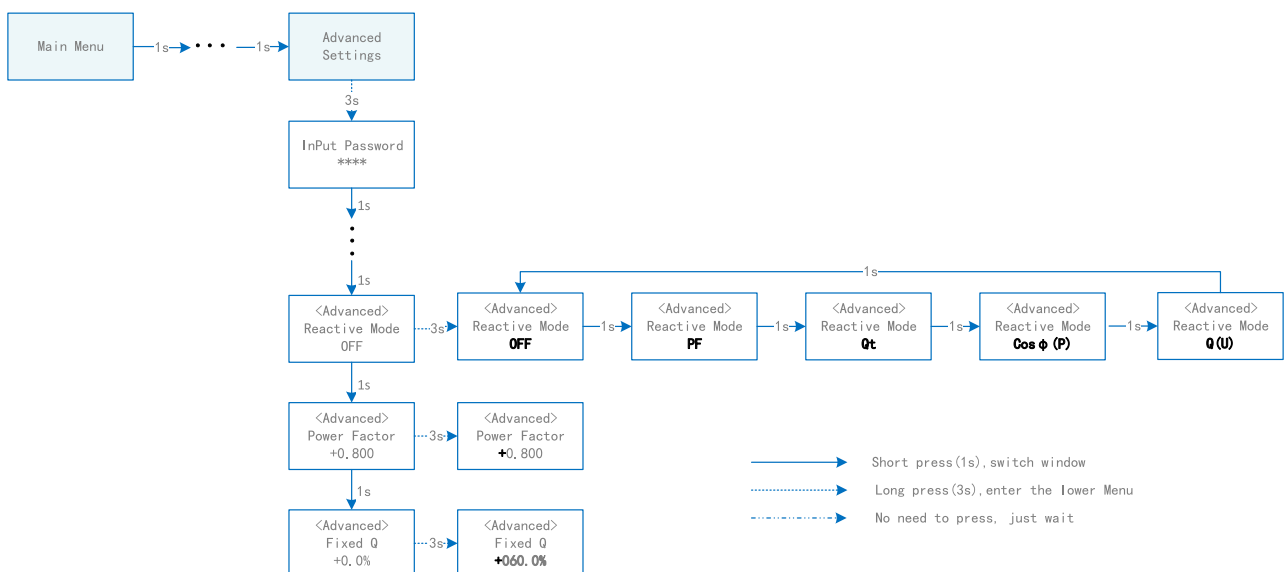 Main Menu
1s
1s
Advanced
Settings
3s
InPut Password
****
1s
1s
1s
<Advanced>
Reactive Mode
OFF
3s
<Advanced>
Reactive Mode
OFF
1s
<Advanced>
Reactive Mode
PF
1s
<Advanced>
Reactive Mode
Qt
1s
<Advanced>
Reactive Mode
Cosφ(P)
1s
<Advanced>
Reactive Mode
Q(U)
1s
<Advanced>
Power Factor
+0.800
3s
<Advanced>
Power Factor
+0.800
1s
<Advanced>
Fixed Q
+0.0%
3s
<Advanced>
Fixed Q
+060.0%
Short press(1s),switch window
Long press(3s),enter the lower Menu
No need to press, just wait